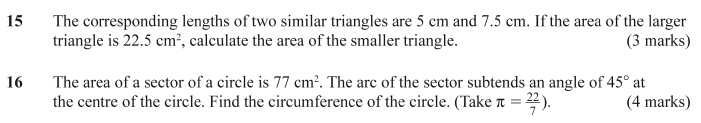 15 The corresponding lengths of two similar triangles are 5 cm and 7.5 cm. If the area of the larger
triangle is 22.5 cm², calculate the area of the smaller triangle. (3 marks)
16 The area of a sector of a circle is 77 cm². The arc of the sector subtends an angle of 45° at
the centre of the circle. Find the circumference of the circle. (Take π = 22/7). (4 marks)